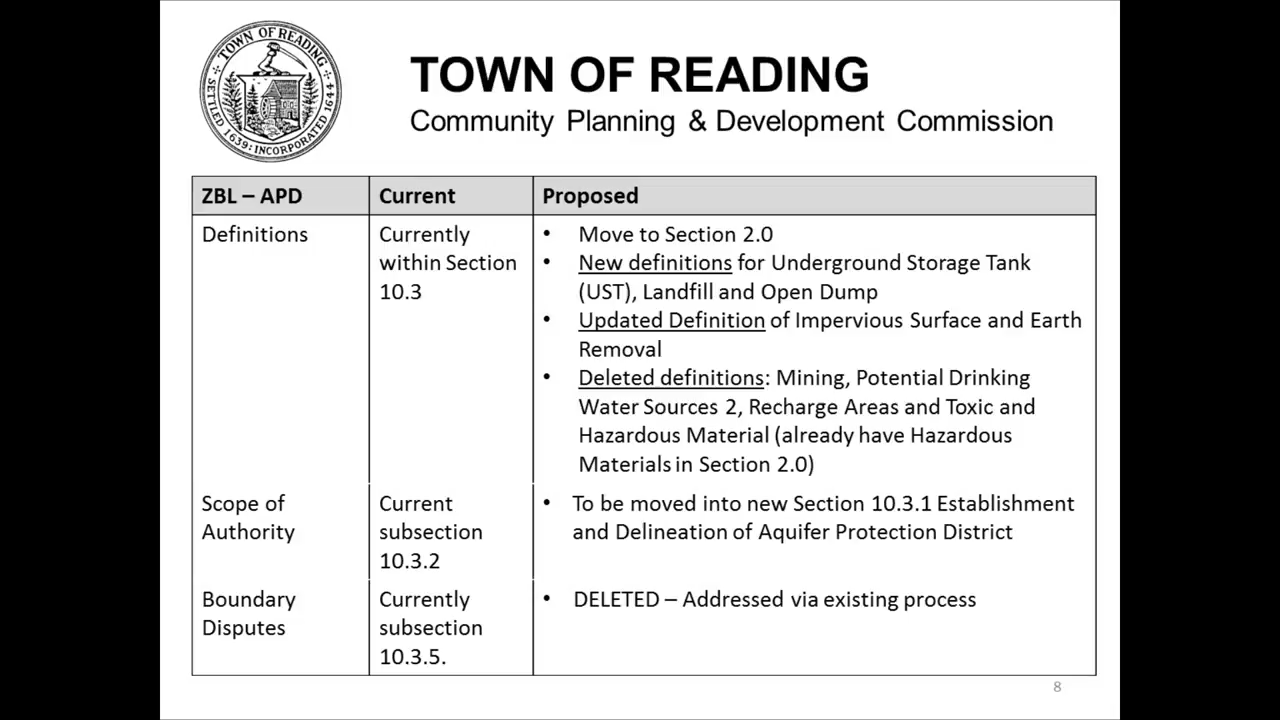 TOWN OF READING
SETTLED 1639: INCORPORATED 1644
TOWN OF READING
Community Planning & Development Commission
ZBL – APD
Current
Proposed
Definitions
Currently
within Section
10.3
• Move to Section 2.0
• New definitions for Underground Storage Tank
(UST), Landfill and Open Dump
• Updated Definition of Impervious Surface and Earth
Removal
• Deleted definitions: Mining, Potential Drinking
Water Sources 2, Recharge Areas and Toxic and
Hazardous Material (already have Hazardous
Materials in Section 2.0)
Scope of
Authority
Current
subsection
10.3.2
• To be moved into new Section 10.3.1 Establishment
and Delineation of Aquifer Protection District
Boundary
Disputes
Currently
subsection
10.3.5.
• DELETED – Addressed via existing process
8